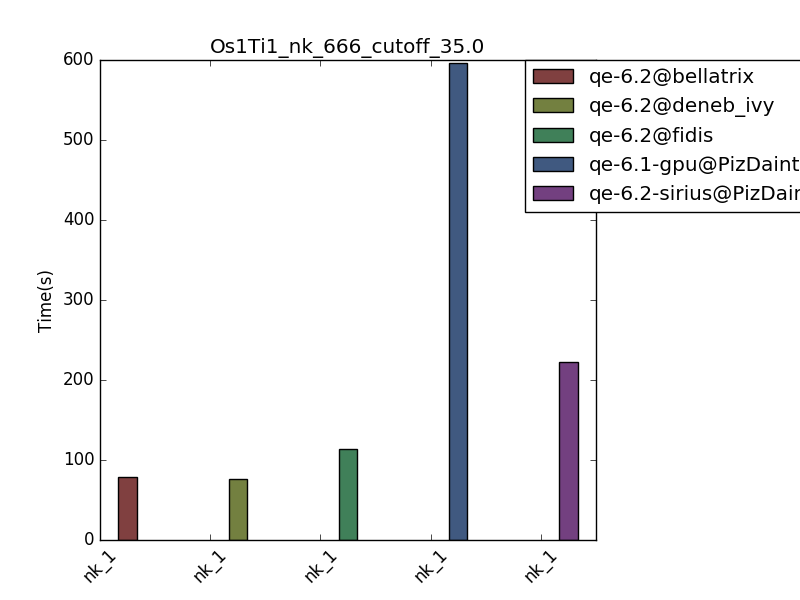 Os1Ti1_nk_666_cutoff_35.0
600
500
400
300
200
100
0
Time(s)
nk_1
nk_1
nk_1
nk_1
nk_1
qe-6.2@bellatrix
qe-6.2@deneb_ivy
qe-6.2@fidis
qe-6.1-gpu@PizDaint